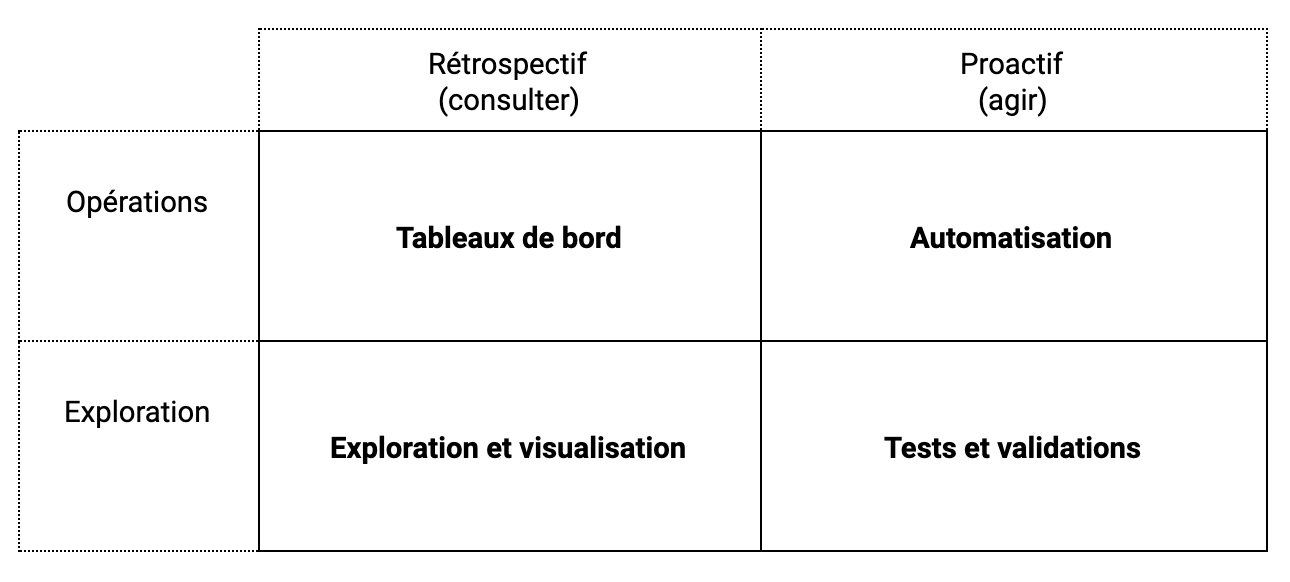 Rétrospectif
(consulter)
Proactif
(agir)
Opérations
Tableaux de bord
Automatisation
Exploration
Exploration et visualisation
Tests et validations